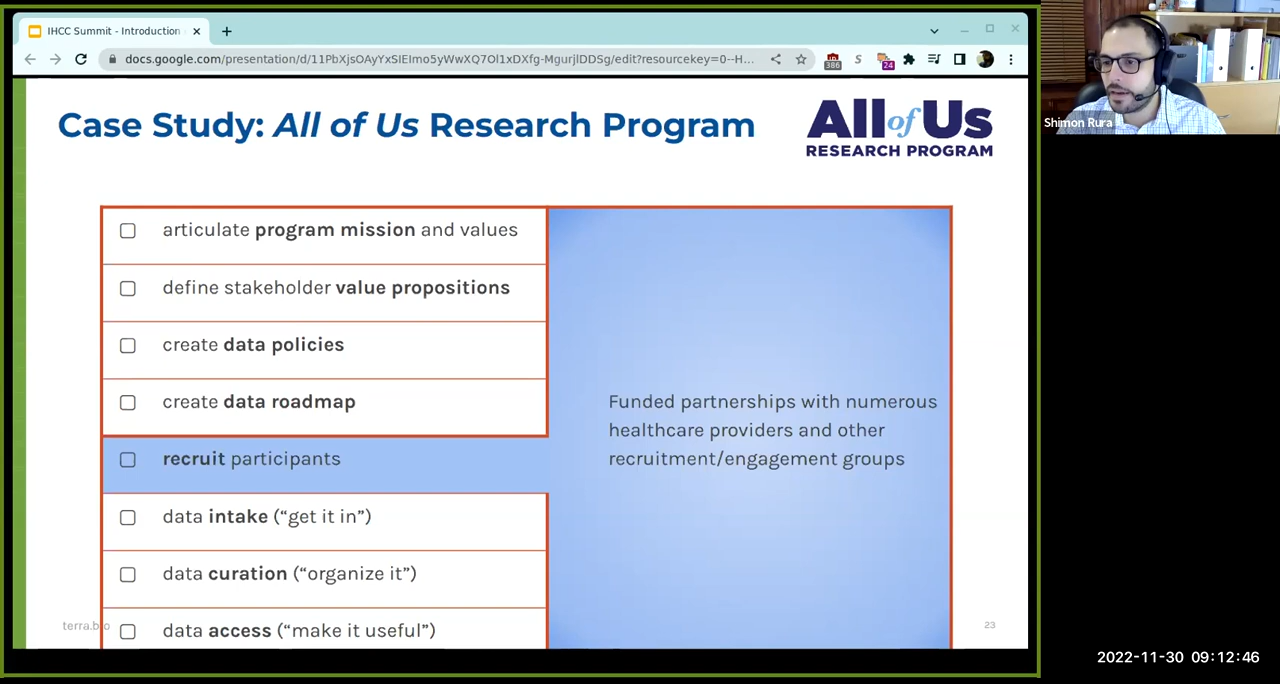 IHCC Summit - Introduction
docs.google.com/presentation/d/11PbXjsOAyYxSIEImo5yWwXQ7Ol1xDXfg-MgurjlDDSg/edit?resourcekey=0--H...
386
24
Case Study: All of Us Research Program
All of Us
RESEARCH PROGRAM
Shimon Rura
articulate program mission and values
define stakeholder value propositions
create data policies
create data roadmap
recruit participants
data intake (“get it in”)
data curation (“organize it”)
data access (“make it useful”)
Funded partnerships with numerous
healthcare providers and other
recruitment/engagement groups
terra.bio
23
2022-11-30 09:12:46